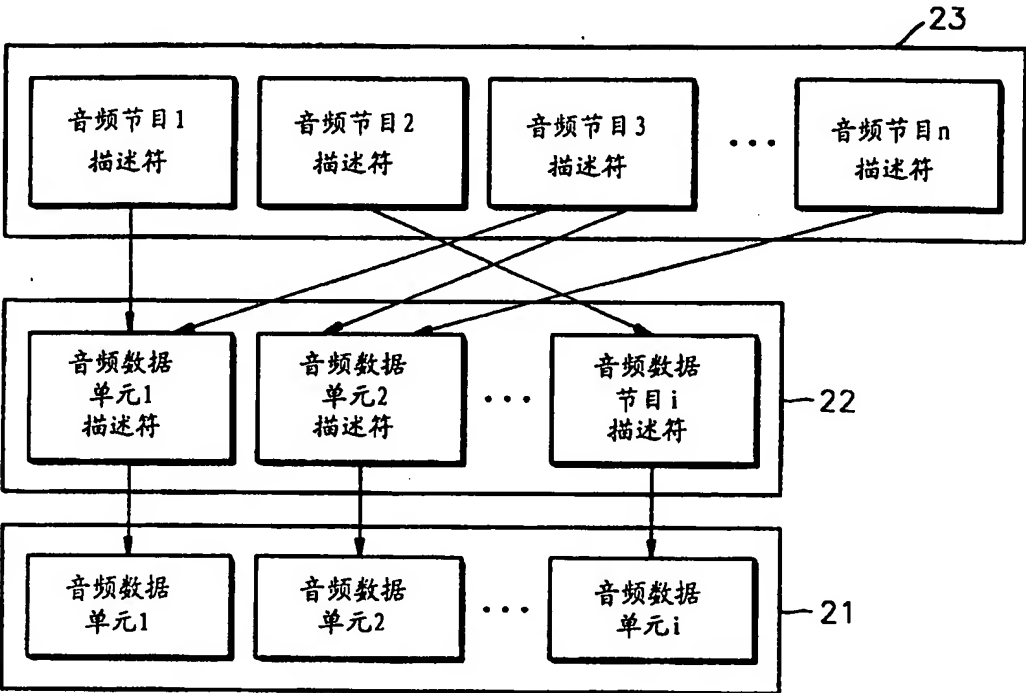 23
音频节目1
描述符
音频节目2
描述符
音频节目3
描述符
...
音频节目n
描述符
音频数据
单元1
描述符
音频数据
单元2
描述符
...
音频数据
节目i
描述符
22
音频数据
单元1
音频数据
单元2
...
音频数据
单元i
21